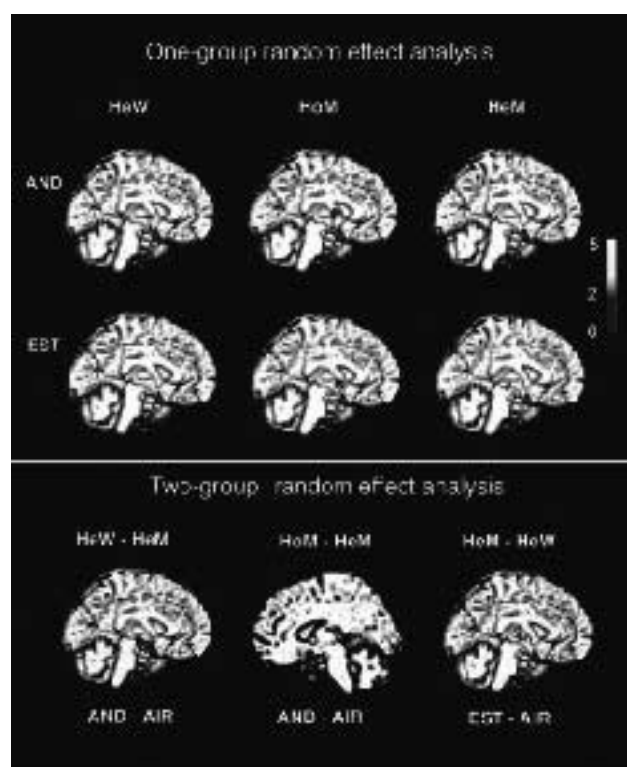 One-group random effect analysis
HeW HoM HeM
AND
5
2
0
EST
Two-group random effect analysis
HeW - HeM HoM - HeM HeM - HeW
AND AIR AND AIR EST - AIR